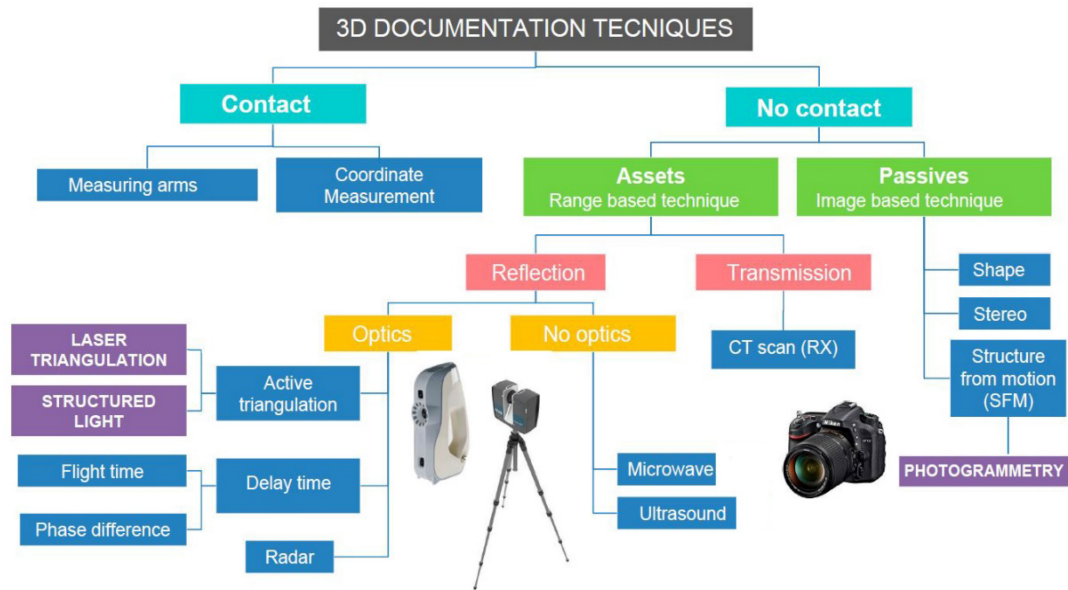 3D DOCUMENTATION TECNIQUES
Contact
No contact
Measuring arms
Coordinate
Measurement
Assets
Range based technique
Passives
Image based technique
Reflection
Transmission
Shape
Stereo
Structure
from motion
(SFM)
PHOTOGRAMMETRY
Optics
No optics
CT scan (RX)
LASER
TRIANGULATION
STRUCTURED
LIGHT
Active
triangulation
Flight time
Phase difference
Delay time
Radar
Microwave
Ultrasound
Nikon